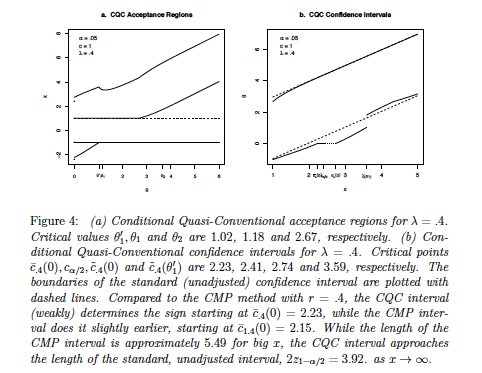 a. CQC Acceptance Regions
b. CQC Confidence Intervals
α = .05
c = 1
λ = .4
α = .05
c = 1
λ = .4
x
θ
θ
x
Figure 4: (a) Conditional Quasi-Conventional acceptance regions for λ = .4.
Critical values θ′₁, θ₁ and θ₂ are 1.02, 1.18 and 2.67, respectively. (b) Con-
ditional Quasi-Conventional confidence intervals for λ = .4. Critical points
c̄.₄(0), cα/₂, c̃.₄(0) and c̃.₄(θ′₁) are 2.23, 2.41, 2.74 and 3.59, respectively. The
boundaries of the standard (unadjusted) confidence interval are plotted with
dashed lines. Compared to the CMP method with r = .4, the CQC interval
(weakly) determines the sign starting at c̄.₄(0) = 2.23, while the CMP inter-
val does it slightly earlier, starting at c̄₁.₄(0) = 2.15. While the length of the
CMP interval is approximately 5.49 for big x, the CQC interval approaches
the length of the standard, unadjusted interval, 2z₁₋α/₂ = 3.92. as x → ∞.